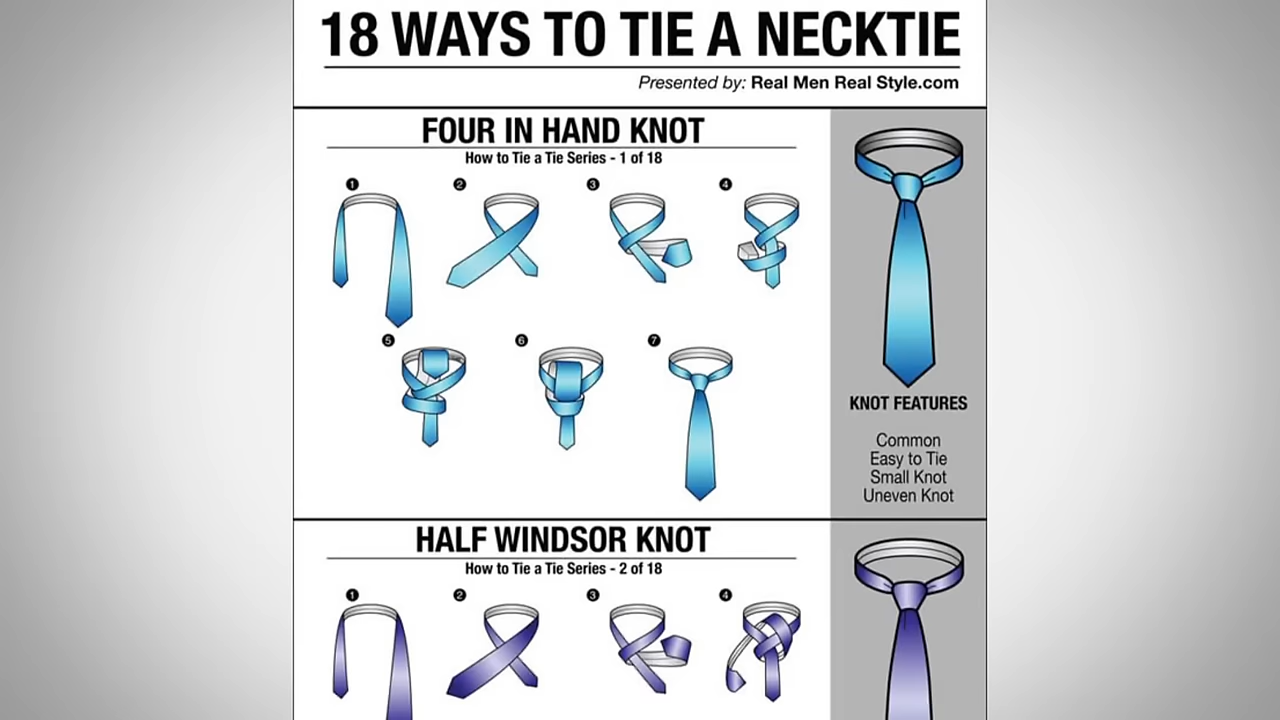 18 WAYS TO TIE A NECKTIE
Presented by: Real Men Real Style.com
FOUR IN HAND KNOT
How to Tie a Tie Series - 1 of 18
1 2 3 4
5 6 7
KNOT FEATURES
Common
Easy to Tie
Small Knot
Uneven Knot
HALF WINDSOR KNOT
How to Tie a Tie Series - 2 of 18
1 2 3 4